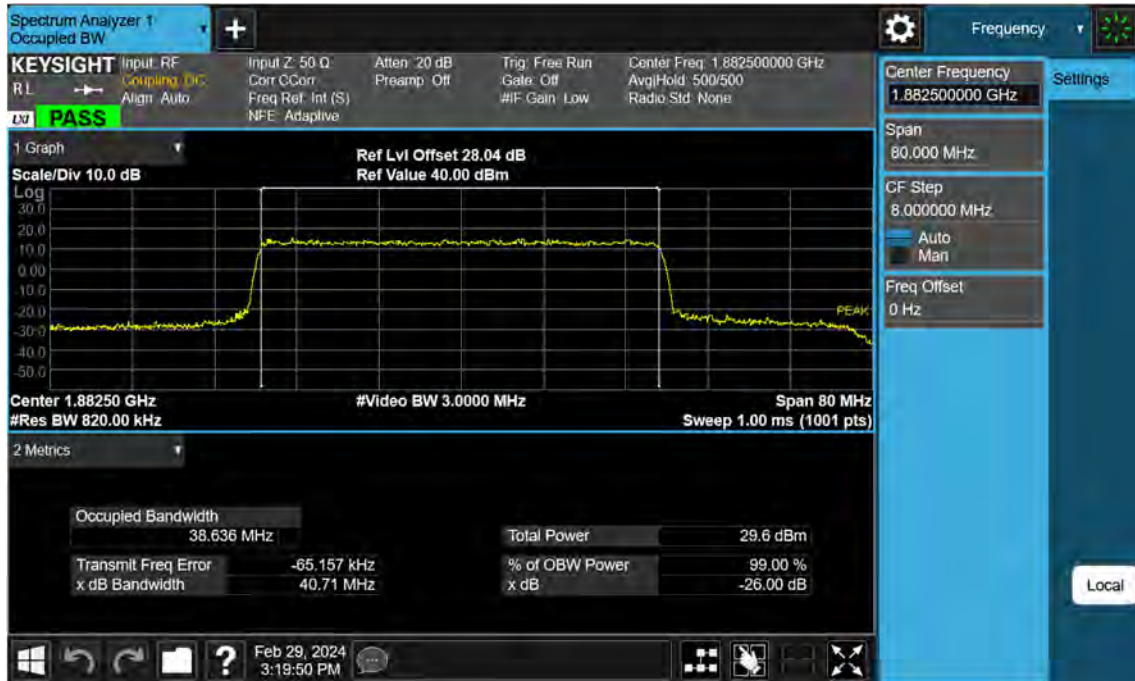 Spectrum Analyzer 1
Occupied BW
+
Frequency
KEYSIGHT
RL
LXI PASS
Input: RF
Coupling: DC
Align: Auto
Input Z: 50 Ω
Corr CCorr
Freq Ref: Int (S)
NFE: Adaptive
Atten: 20 dB
Preamp: Off
Trig: Free Run
Gate: Off
#IF Gain: Low
Center Freq: 1.882500000 GHz
Avg|Hold: 500/500
Radio Std: None
Center Frequency
1.882500000 GHz
Settings
Span
80.000 MHz
CF Step
8.000000 MHz
Auto
Man
Freq Offset
0 Hz
Local
1 Graph
Scale/Div 10.0 dB
Ref Lvl Offset 28.04 dB
Ref Value 40.00 dBm
Log
30.0
20.0
10.0
0.00
-10.0
-20.0
-30.0
-40.0
-50.0
PEAK
Center 1.88250 GHz
#Res BW 820.00 kHz
#Video BW 3.0000 MHz
Span 80 MHz
Sweep 1.00 ms (1001 pts)
2 Metrics
Occupied Bandwidth
38.636 MHz
Transmit Freq Error -65.157 kHz
x dB Bandwidth 40.71 MHz
Total Power 29.6 dBm
% of OBW Power 99.00 %
x dB -26.00 dB
?
Feb 29, 2024
3:19:50 PM